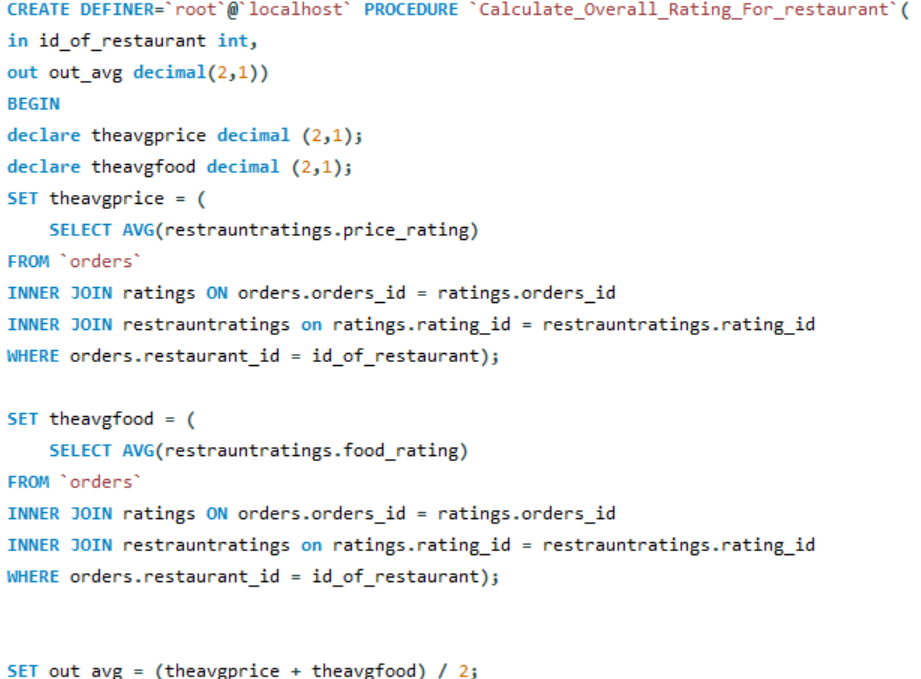 CREATE DEFINER=`root`@`localhost` PROCEDURE `Calculate_Overall_Rating_For_restaurant`(
in id_of_restaurant int,
out out_avg decimal(2,1))
BEGIN
declare theavgprice decimal (2,1);
declare theavgfood decimal (2,1);
SET theavgprice = (
    SELECT AVG(restrauntratings.price_rating)
FROM `orders`
INNER JOIN ratings ON orders.orders_id = ratings.orders_id
INNER JOIN restrauntratings on ratings.rating_id = restrauntratings.rating_id
WHERE orders.restaurant_id = id_of_restaurant);

SET theavgfood = (
    SELECT AVG(restrauntratings.food_rating)
FROM `orders`
INNER JOIN ratings ON orders.orders_id = ratings.orders_id
INNER JOIN restrauntratings on ratings.rating_id = restrauntratings.rating_id
WHERE orders.restaurant_id = id_of_restaurant);

SET out_avg = (theavgprice + theavgfood) / 2;